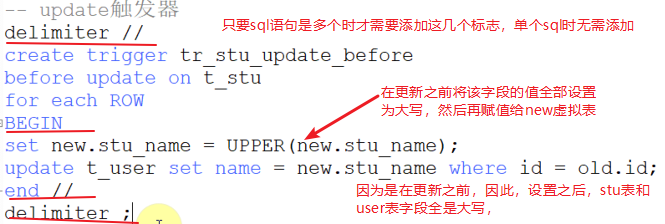 -- update触发器
delimiter // 只要sql语句是多个时才需要添加这几个标志，单个sql时无需添加
create trigger tr_stu_update_before
before update on t_stu
for each ROW
在更新之前将该字段的值全部设置
为大写，然后再赋值给new虚拟表
BEGIN
set new.stu_name = UPPER(new.stu_name);
update t_user set name = new.stu_name where id = old.id;
end //
因为是在更新之前，因此，设置之后，stu表和
user表字段全是大写，
delimiter ;